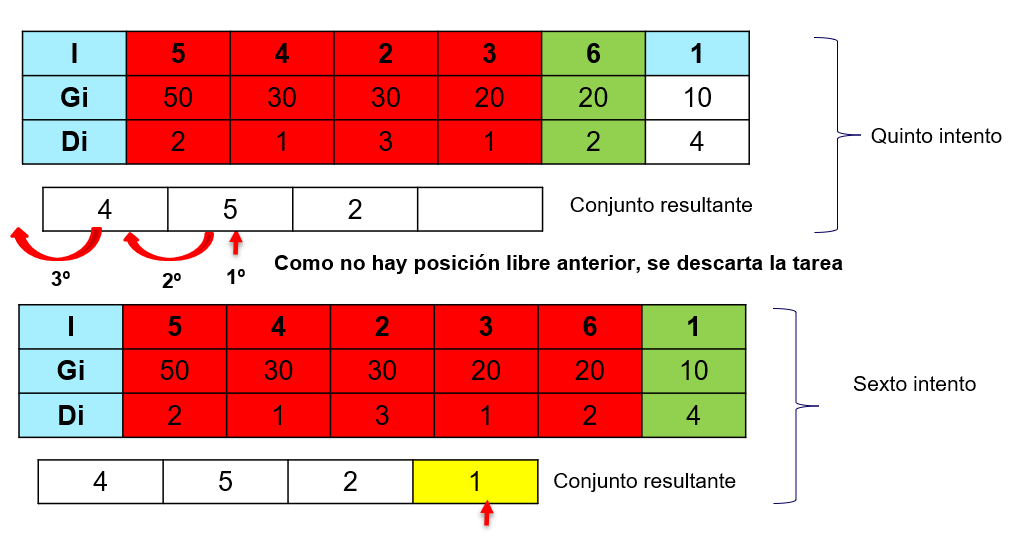 I 5 4 2 3 6 1
Gi 50 30 30 20 20 10
Di 2 1 3 1 2 4
Quinto intento
4 5 2
Conjunto resultante
3º 2º 1º
Como no hay posición libre anterior, se descarta la tarea
I 5 4 2 3 6 1
Gi 50 30 30 20 20 10
Di 2 1 3 1 2 4
Sexto intento
4 5 2 1
Conjunto resultante